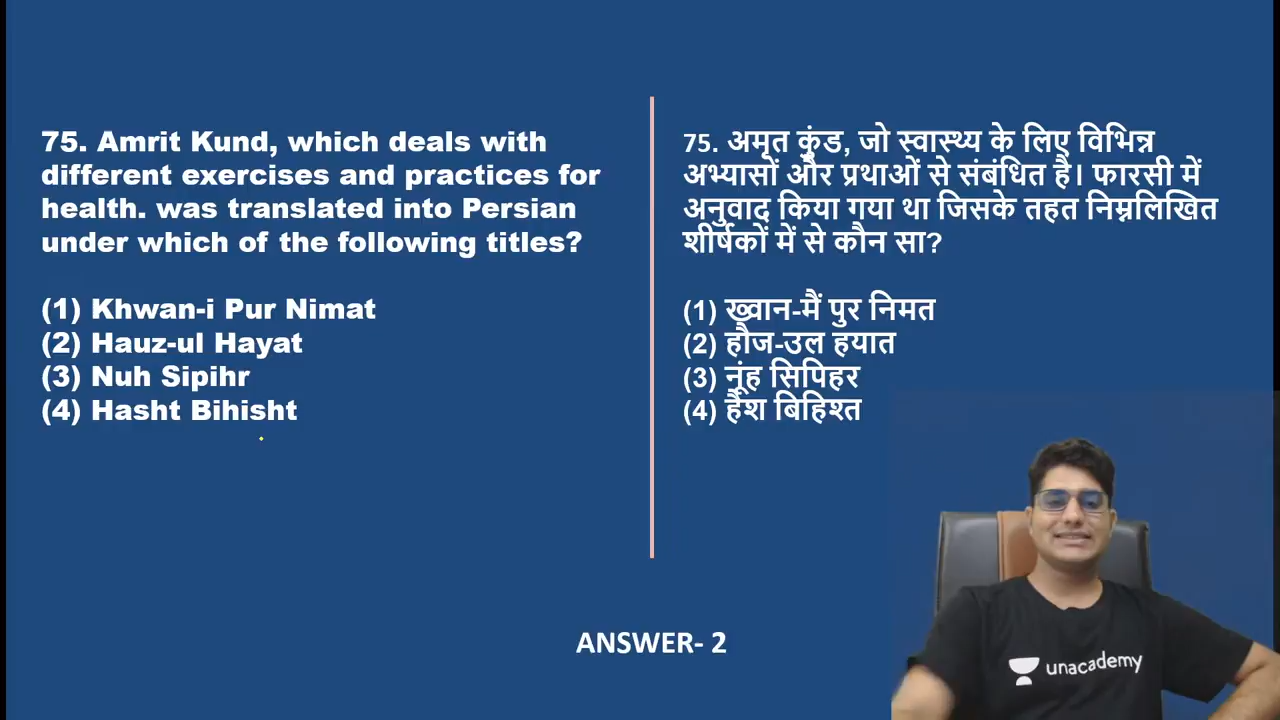 75. Amrit Kund, which deals with
different exercises and practices for
health. was translated into Persian
under which of the following titles?
(1) Khwan-i Pur Nimat
(2) Hauz-ul Hayat
(3) Nuh Sipihr
(4) Hasht Bihisht
75. अमृत कुंड, जो स्वास्थ्य के लिए विभिन्न
अभ्यासों और प्रथाओं से संबंधित है। फारसी में
अनुवाद किया गया था जिसके तहत निम्नलिखित
शीर्षकों में से कौन सा?
(1) ख्वान-मैं पुर निमत
(2) हौज-उल हयात
(3) नूंह सिपिहर
(4) हैश बिहिश्त
ANSWER- 2
unacademy